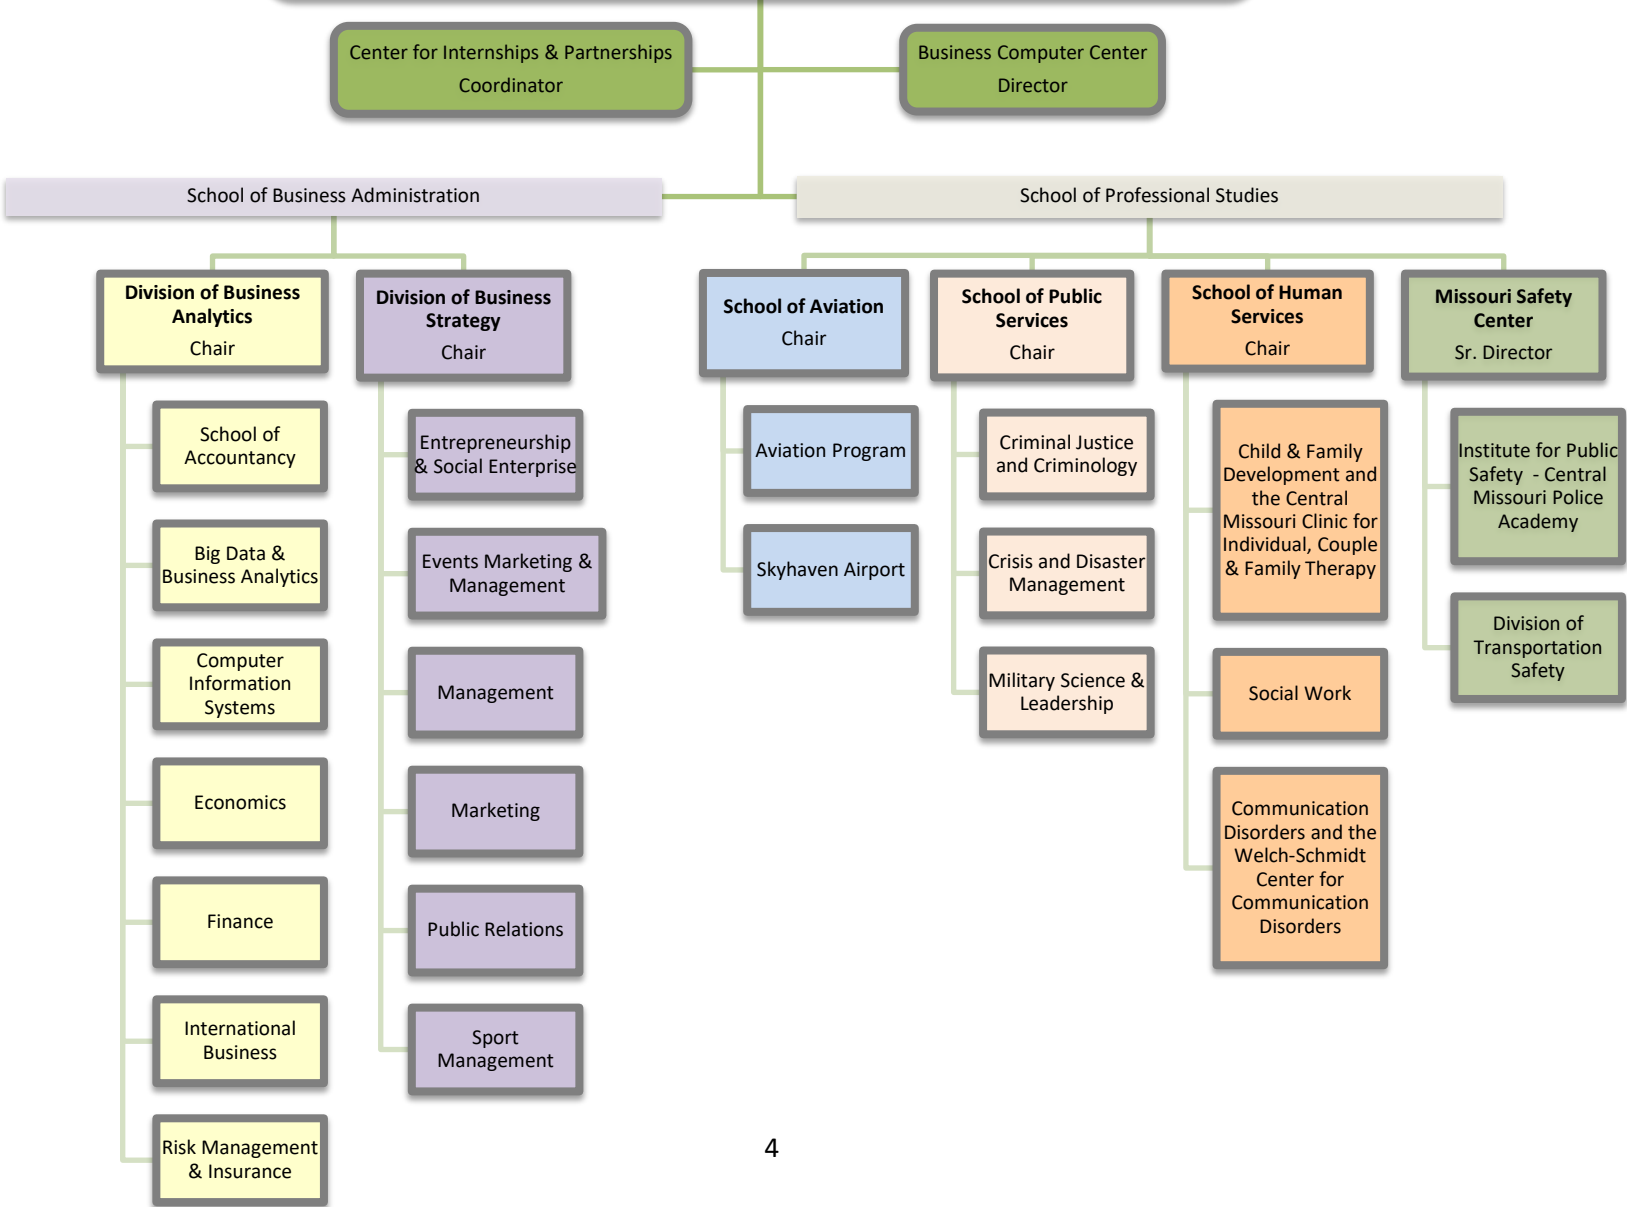 Center for Internships & Partnerships
Coordinator
Business Computer Center
Director
School of Business Administration
School of Professional Studies
Division of Business
Analytics
Chair
School of
Accountancy
Big Data &
Business Analytics
Computer
Information
Systems
Economics
Finance
International
Business
Risk Management
& Insurance
Division of Business
Strategy
Chair
Entrepreneurship
& Social Enterprise
Events Marketing &
Management
Management
Marketing
Public Relations
Sport
Management
School of Aviation
Chair
Aviation Program
Skyhaven Airport
School of Public
Services
Chair
Criminal Justice
and Criminology
Crisis and Disaster
Management
Military Science &
Leadership
School of Human
Services
Chair
Child & Family
Development and
the Central
Missouri Clinic for
Individual, Couple
& Family Therapy
Social Work
Communication
Disorders and the
Welch-Schmidt
Center for
Communication
Disorders
Missouri Safety
Center
Sr. Director
Institute for Public
Safety - Central
Missouri Police
Academy
Division of
Transportation
Safety
4